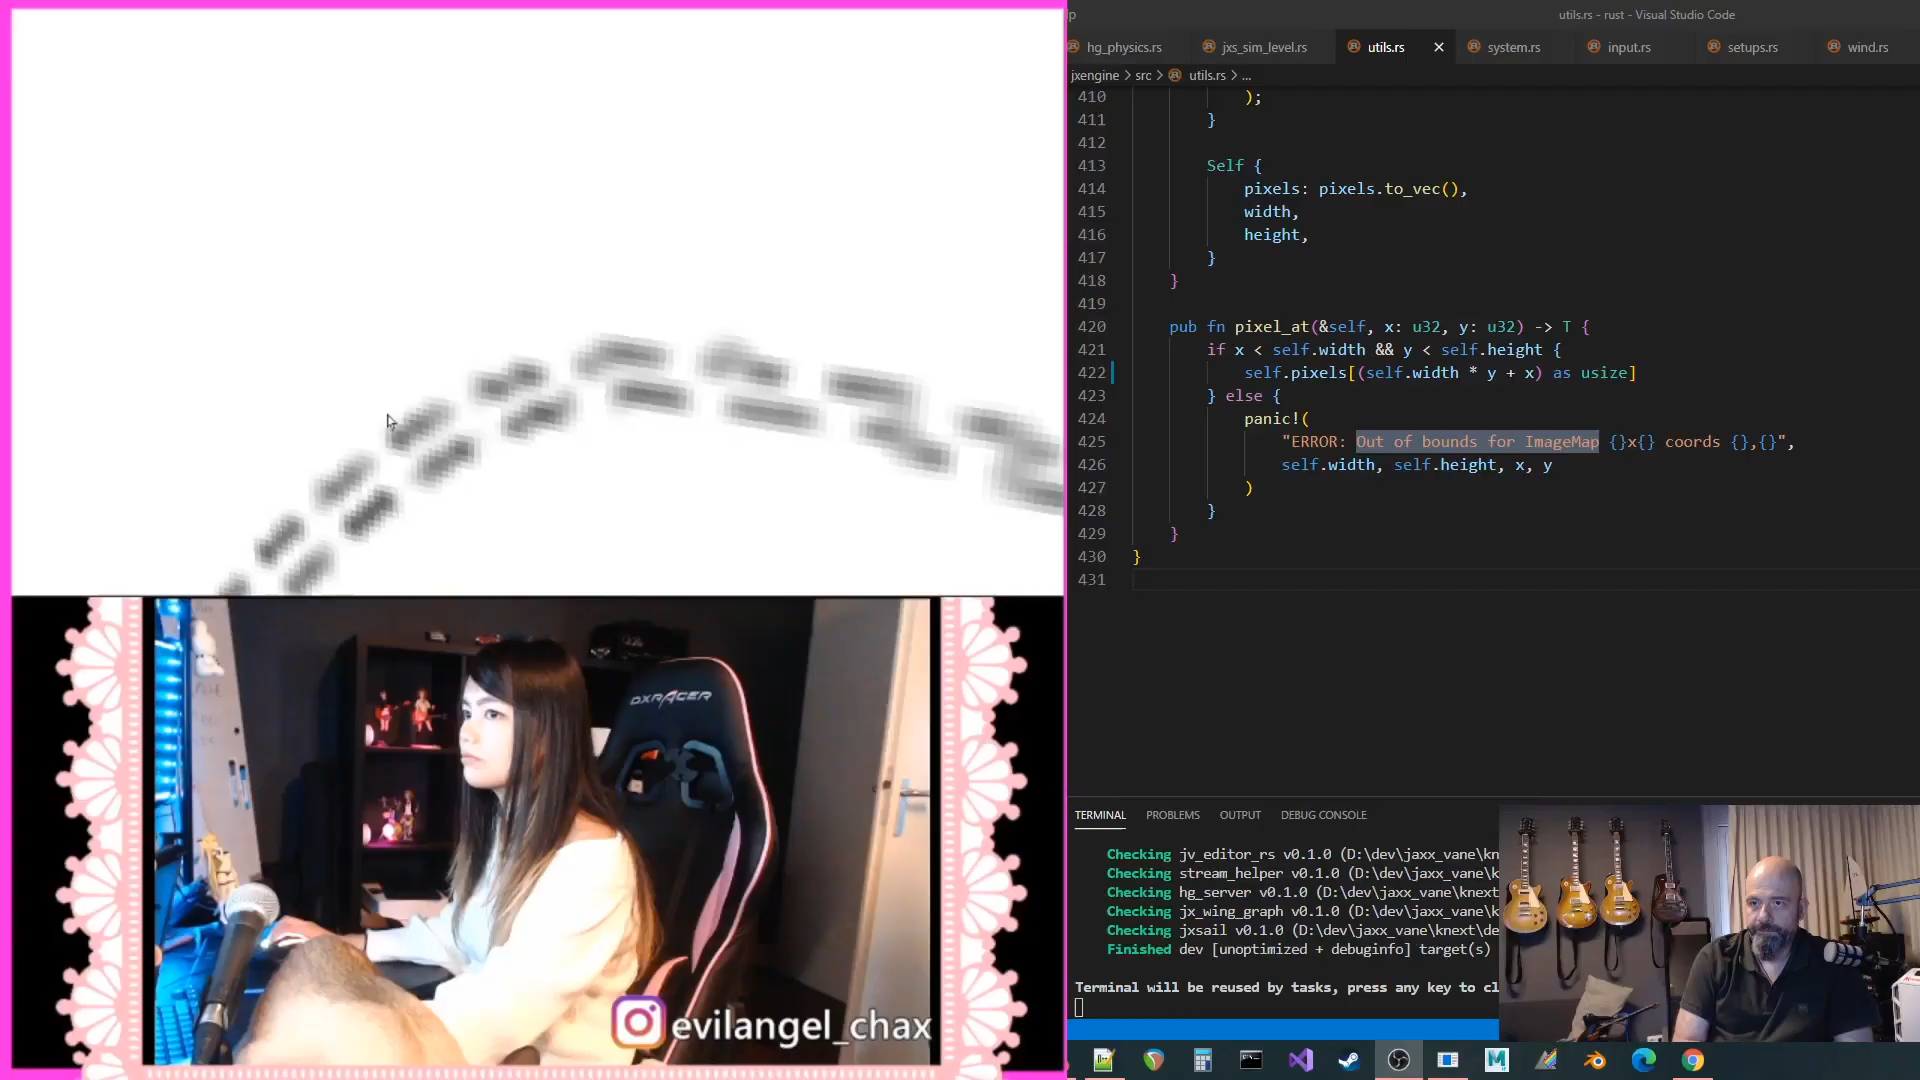 lp
utils.rs - rust - Visual Studio Code
hg_physics.rs
jxs_sim_level.rs
utils.rs
system.rs
input.rs
setups.rs
wind.rs
jxengine > src > utils.rs > ...
410 );
411 }
412
413 Self {
414 pixels: pixels.to_vec(),
415 width,
416 height,
417 }
418 }
419
420 pub fn pixel_at(&self, x: u32, y: u32) -> T {
421 if x < self.width && y < self.height {
422 self.pixels[(self.width * y + x) as usize]
423 } else {
424 panic!(
425 "ERROR: Out of bounds for ImageMap {}x{} coords {},{}",
426 self.width, self.height, x, y
427 )
428 }
429 }
430 }
431
TERMINAL PROBLEMS OUTPUT DEBUG CONSOLE
Checking jv_editor_rs v0.1.0 (D:\dev\jaxx_vane\kn
Checking stream_helper v0.1.0 (D:\dev\jaxx_vane\k
Checking hg_server v0.1.0 (D:\dev\jaxx_vane\knext
Checking jx_wing_graph v0.1.0 (D:\dev\jaxx_vane\k
Checking jxsail v0.1.0 (D:\dev\jaxx_vane\knext\de
Finished dev [unoptimized + debuginfo] target(s)
Terminal will be reused by tasks, press any key to cl
DXRACER
evilangel_chax